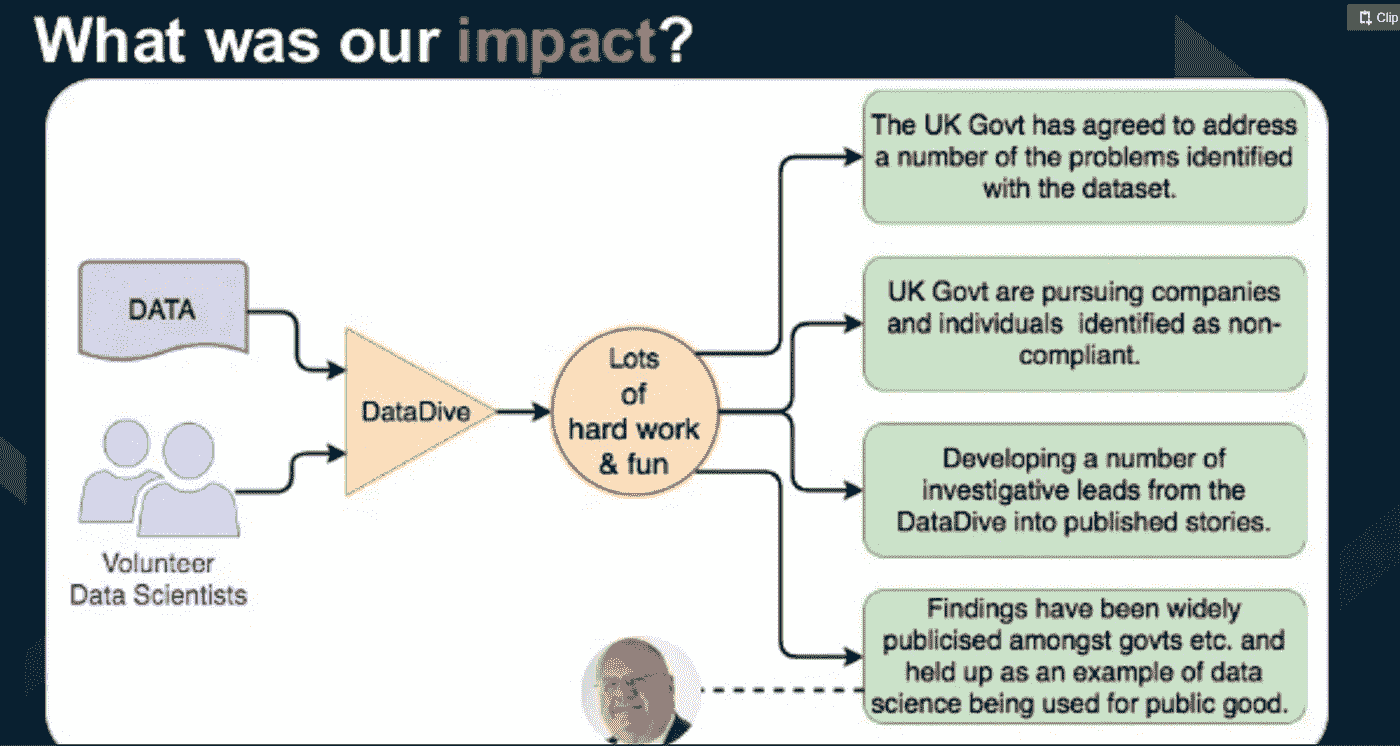 What was our impact?
Clip
DATA
Volunteer
Data Scientists
DataDive
Lots
of
hard work
& fun
The UK Govt has agreed to address
a number of the problems identified
with the dataset.
UK Govt are pursuing companies
and individuals identified as non-
compliant.
Developing a number of
investigative leads from the
DataDive into published stories.
Findings have been widely
publicised amongst govts etc. and
held up as an example of data
science being used for public good.